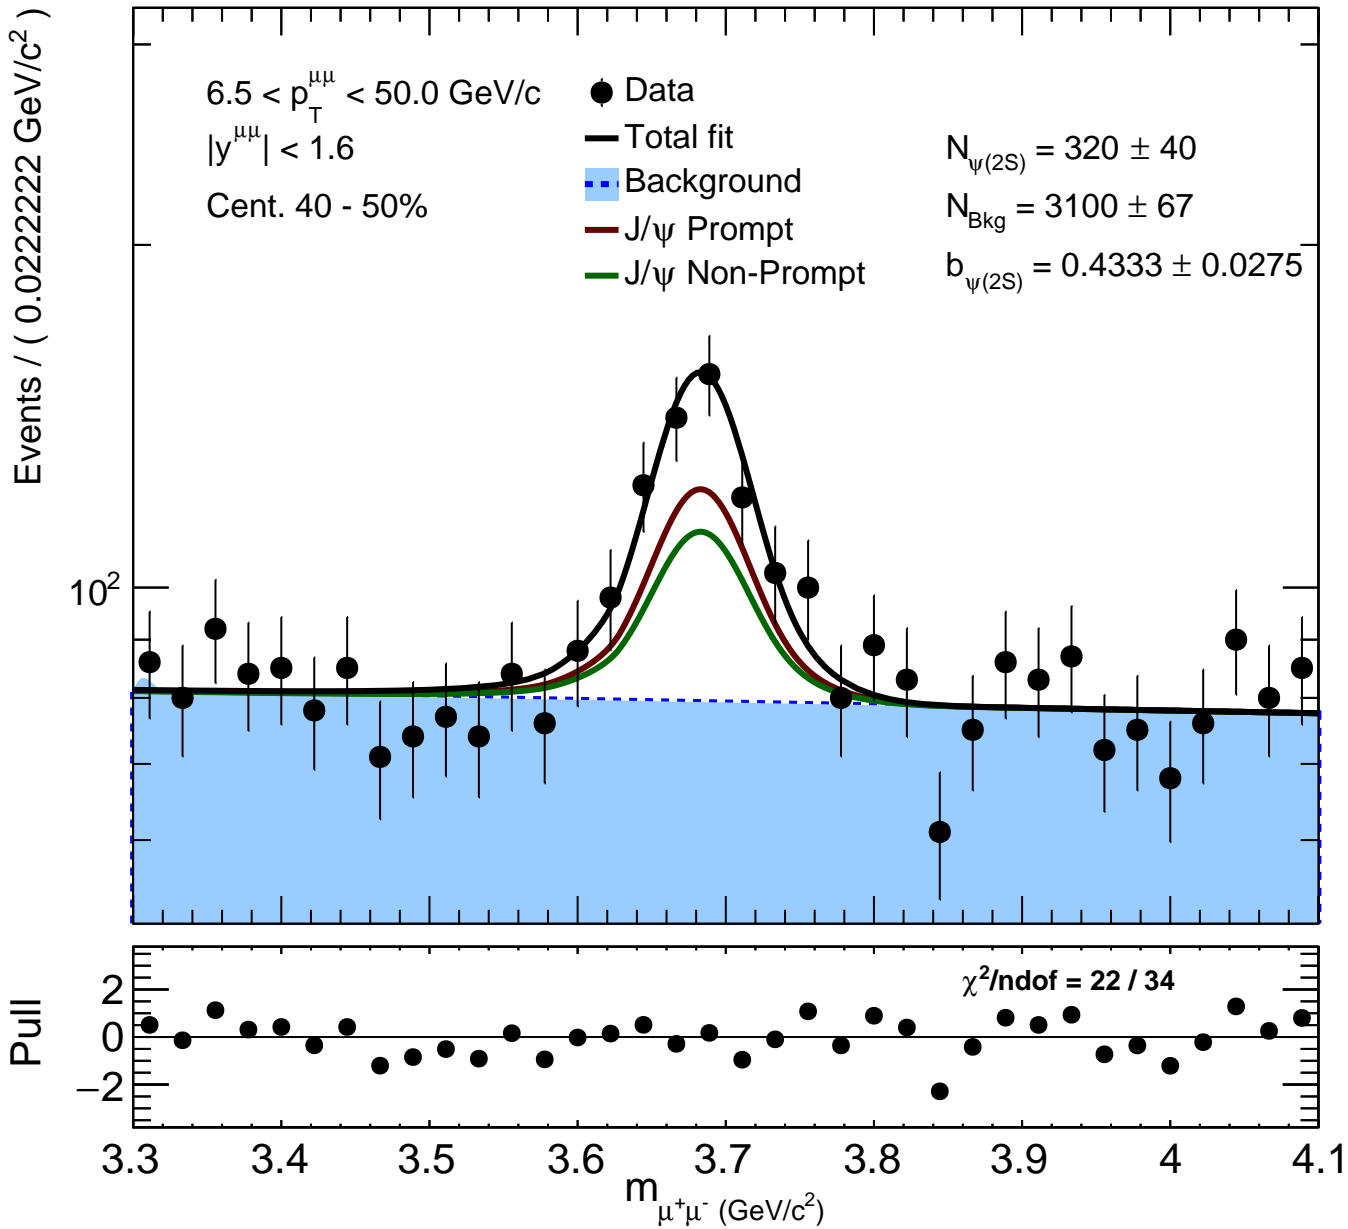 Events / ( 0.0222222 GeV/c²)
6.5 < p_T^μμ < 50.0 GeV/c
|y^μμ| < 1.6
Cent. 40 - 50%
Data
Total fit
Background
J/ψ Prompt
J/ψ Non-Prompt
N_ψ(2S) = 320 ± 40
N_Bkg = 3100 ± 67
b_ψ(2S) = 0.4333 ± 0.0275
10²
Pull
2
0
−2
χ²/ndof = 22 / 34
3.3 3.4 3.5 3.6 3.7 3.8 3.9 4 4.1
m_μ⁺μ⁻ (GeV/c²)